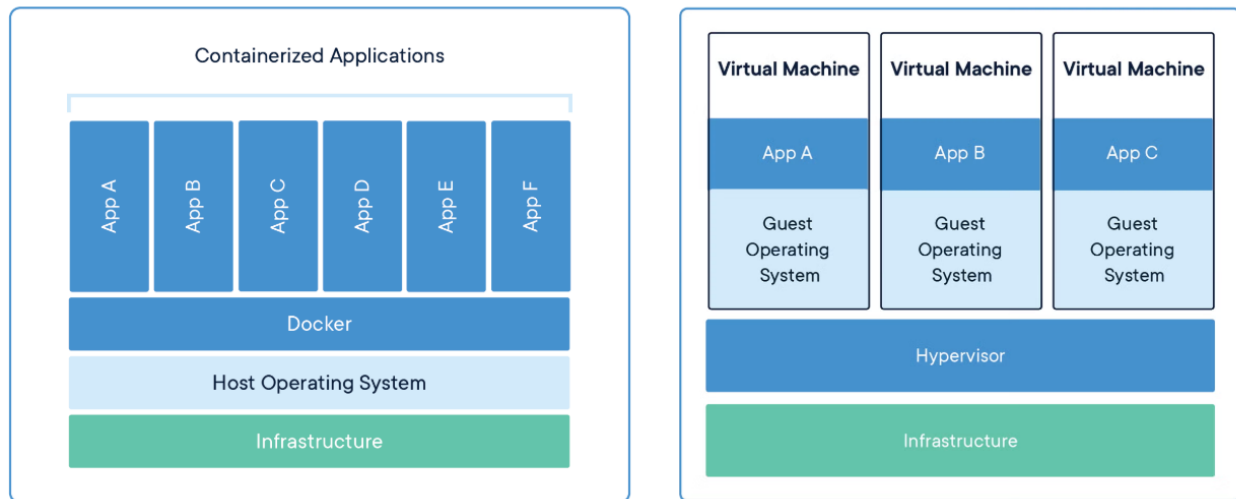 Containerized Applications
App A
App B
App C
App D
App E
App F
Docker
Host Operating System
Infrastructure
Virtual Machine
App A
Guest
Operating
System
Virtual Machine
App B
Guest
Operating
System
Virtual Machine
App C
Guest
Operating
System
Hypervisor
Infrastructure